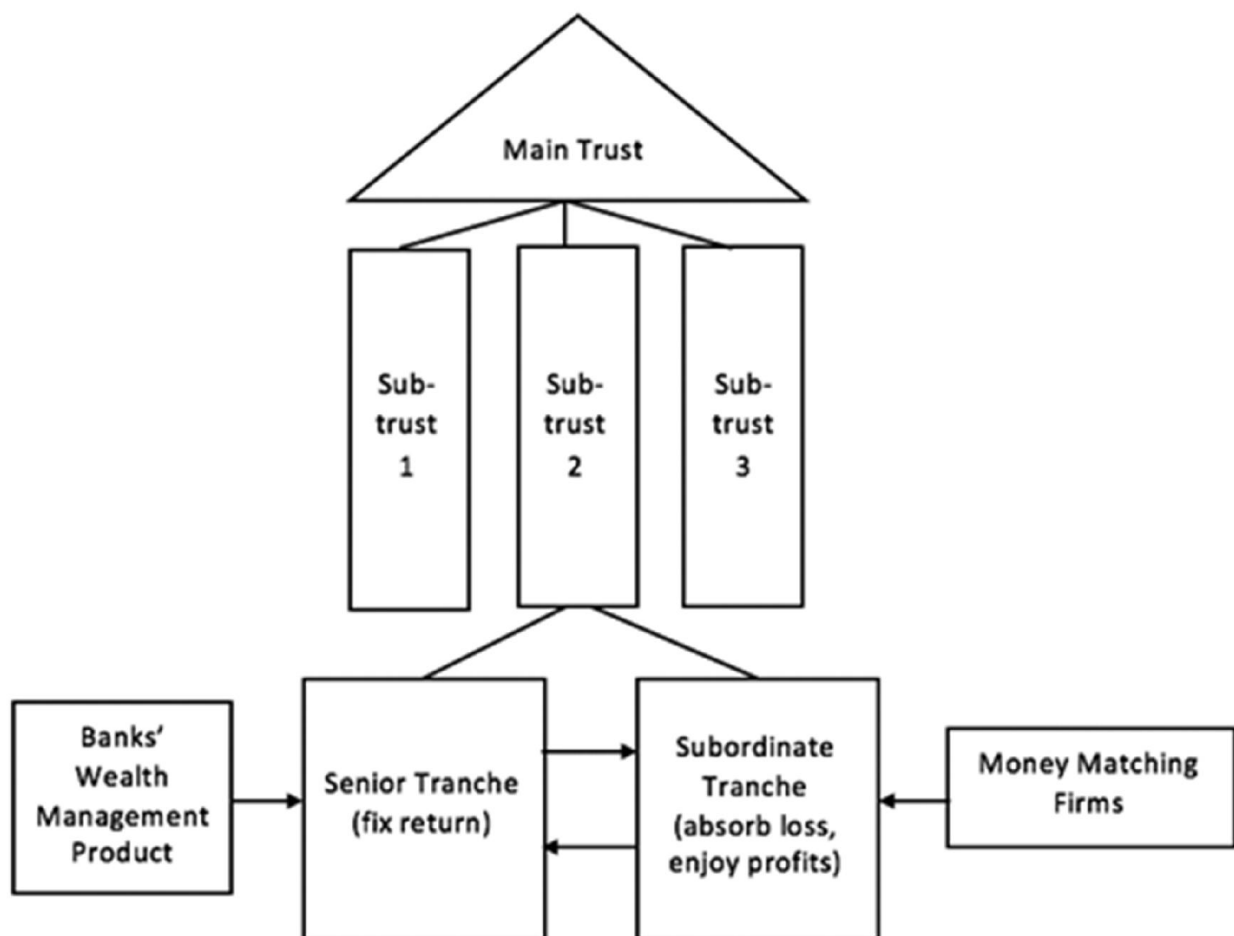 Main Trust
Sub-
trust
1
Sub-
trust
2
Sub-
trust
3
Banks'
Wealth
Management
Product
Senior Tranche
(fix return)
Subordinate
Tranche
(absorb loss,
enjoy profits)
Money Matching
Firms